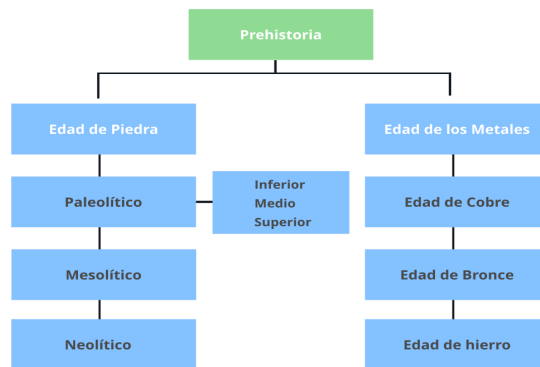 Prehistoria
Edad de Piedra
Edad de los Metales
Paleolítico
Inferior
Medio
Superior
Edad de Cobre
Mesolítico
Edad de Bronce
Neolítico
Edad de hierro